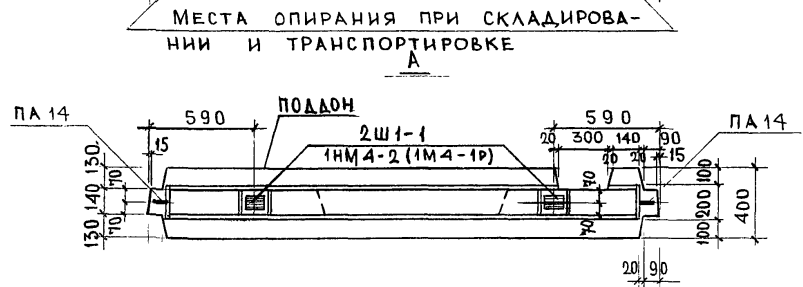 МЕСТА ОПИРАНИЯ ПРИ СКЛАДИРОВА-
НИИ И ТРАНСПОРТИРОВКЕ
А
ПА 14
590
ПОДДОН
590
ПА 14
2Ш1-1
20 300 140 90
15
1НМ4-2 (1М4-1Р)
20 20
15
130 140 130
70 70
70 70
100 200 100
400
20 90